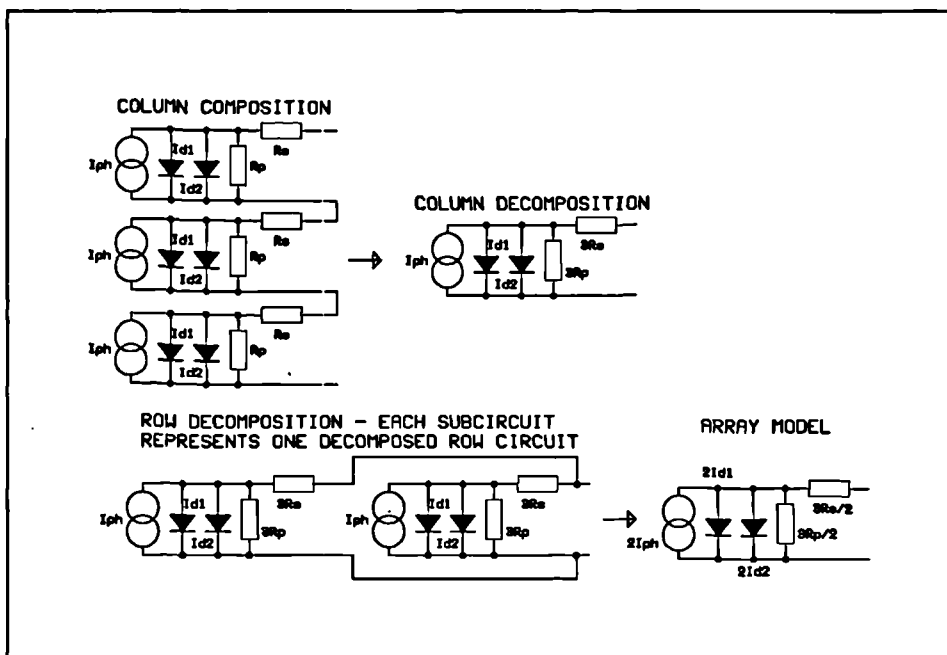 COLUMN COMPOSITION
Rs
Id1
Iph
Rp
Id2
Rs
Id1
Iph
Rp
Id2
Rs
Id1
Iph
Rp
Id2
COLUMN DECOMPOSITION
3Rs
Id1
Iph
3Rp
Id2
ROW DECOMPOSITION - EACH SUBCIRCUIT
REPRESENTS ONE DECOMPOSED ROW CIRCUIT
3Rs
Id1
Iph
3Rp
Id2
3Rs
Id1
Iph
3Rp
Id2
ARRAY MODEL
2Id1
3Rs/2
2Iph
3Rp/2
2Id2